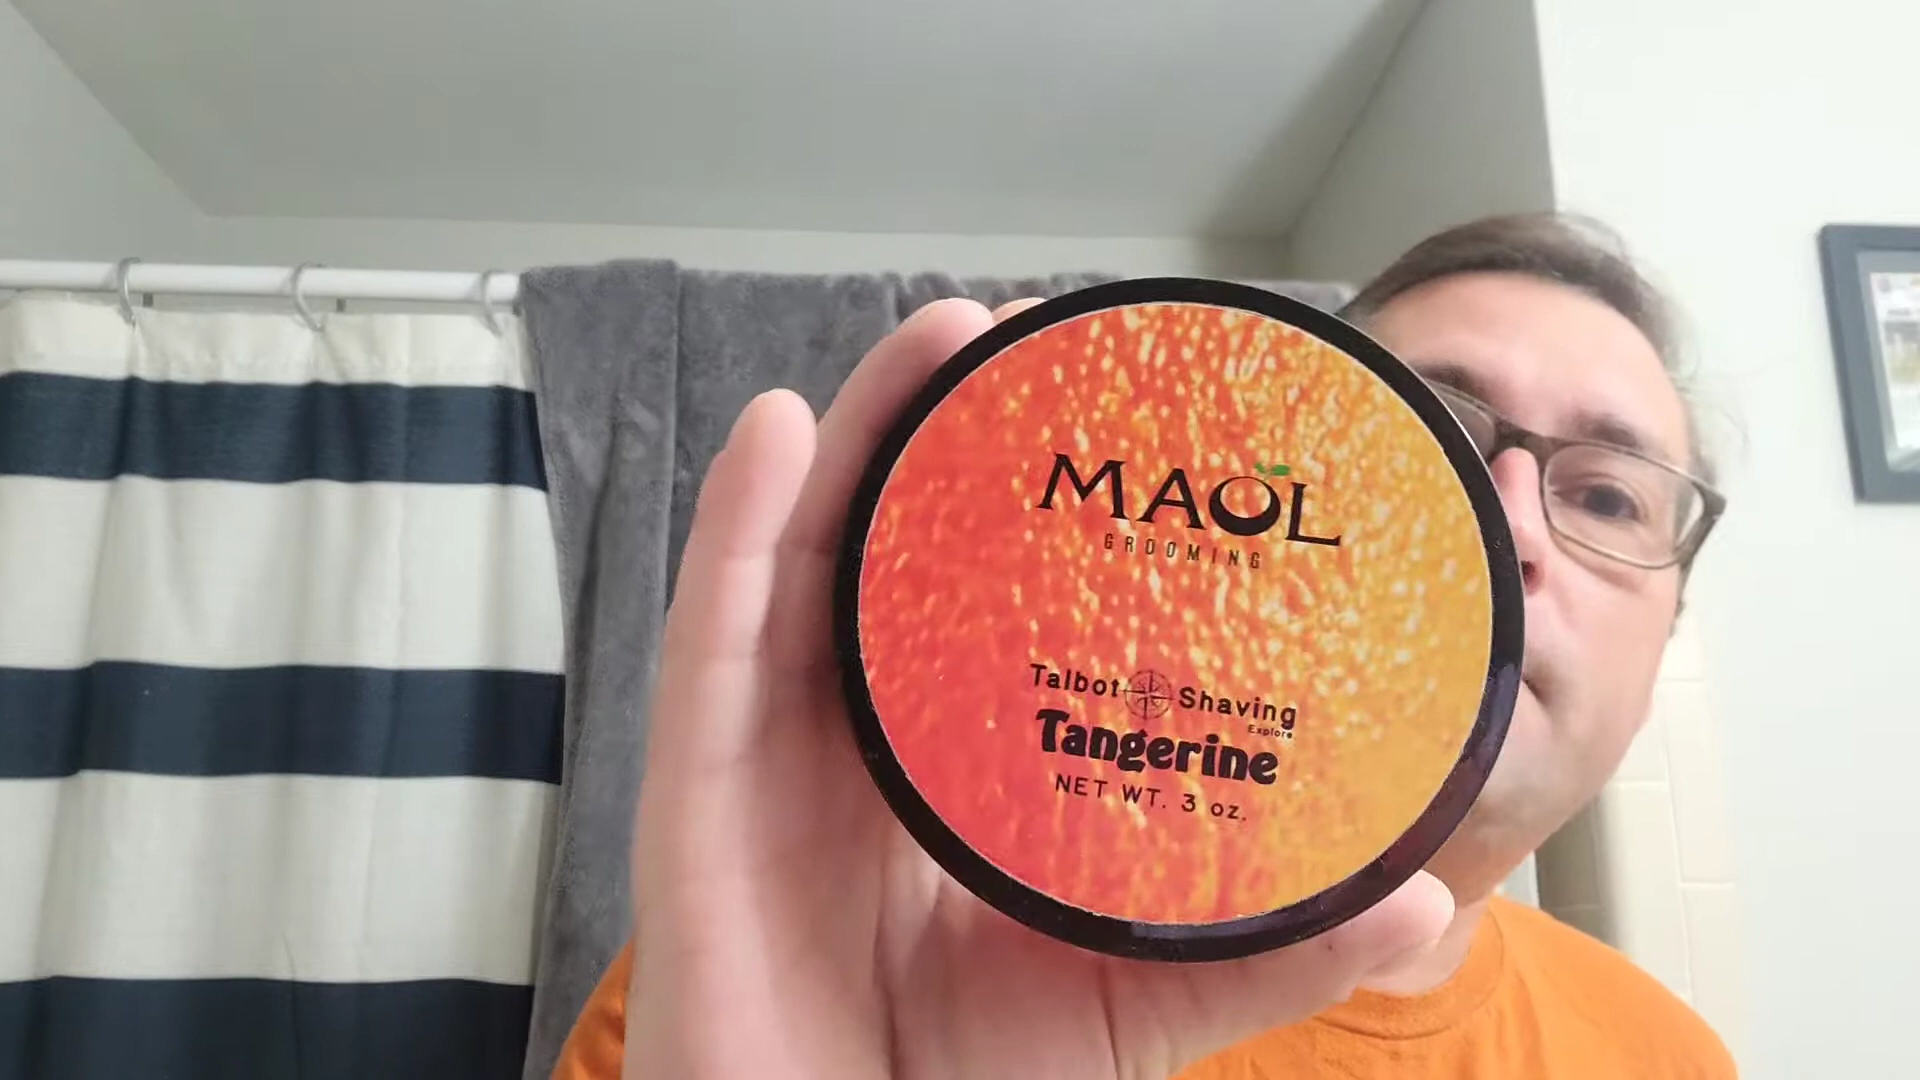 MAOL
GROOMING
Talbot Shaving
Explore
Tangerine
NET WT. 3 oz.